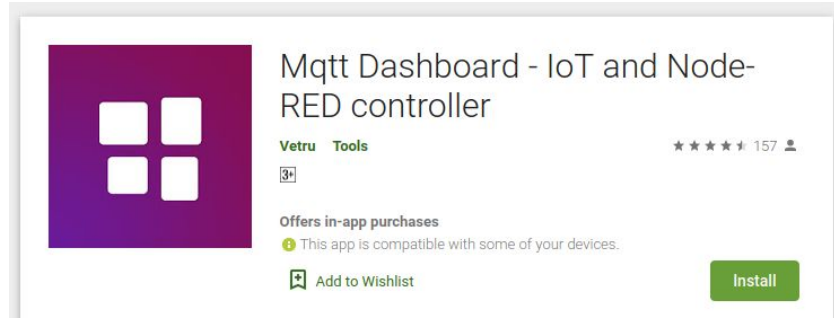 Mqtt Dashboard - IoT and Node-
RED controller
Vetru Tools
157
3+
Offers in-app purchases
This app is compatible with some of your devices.
Add to Wishlist
Install